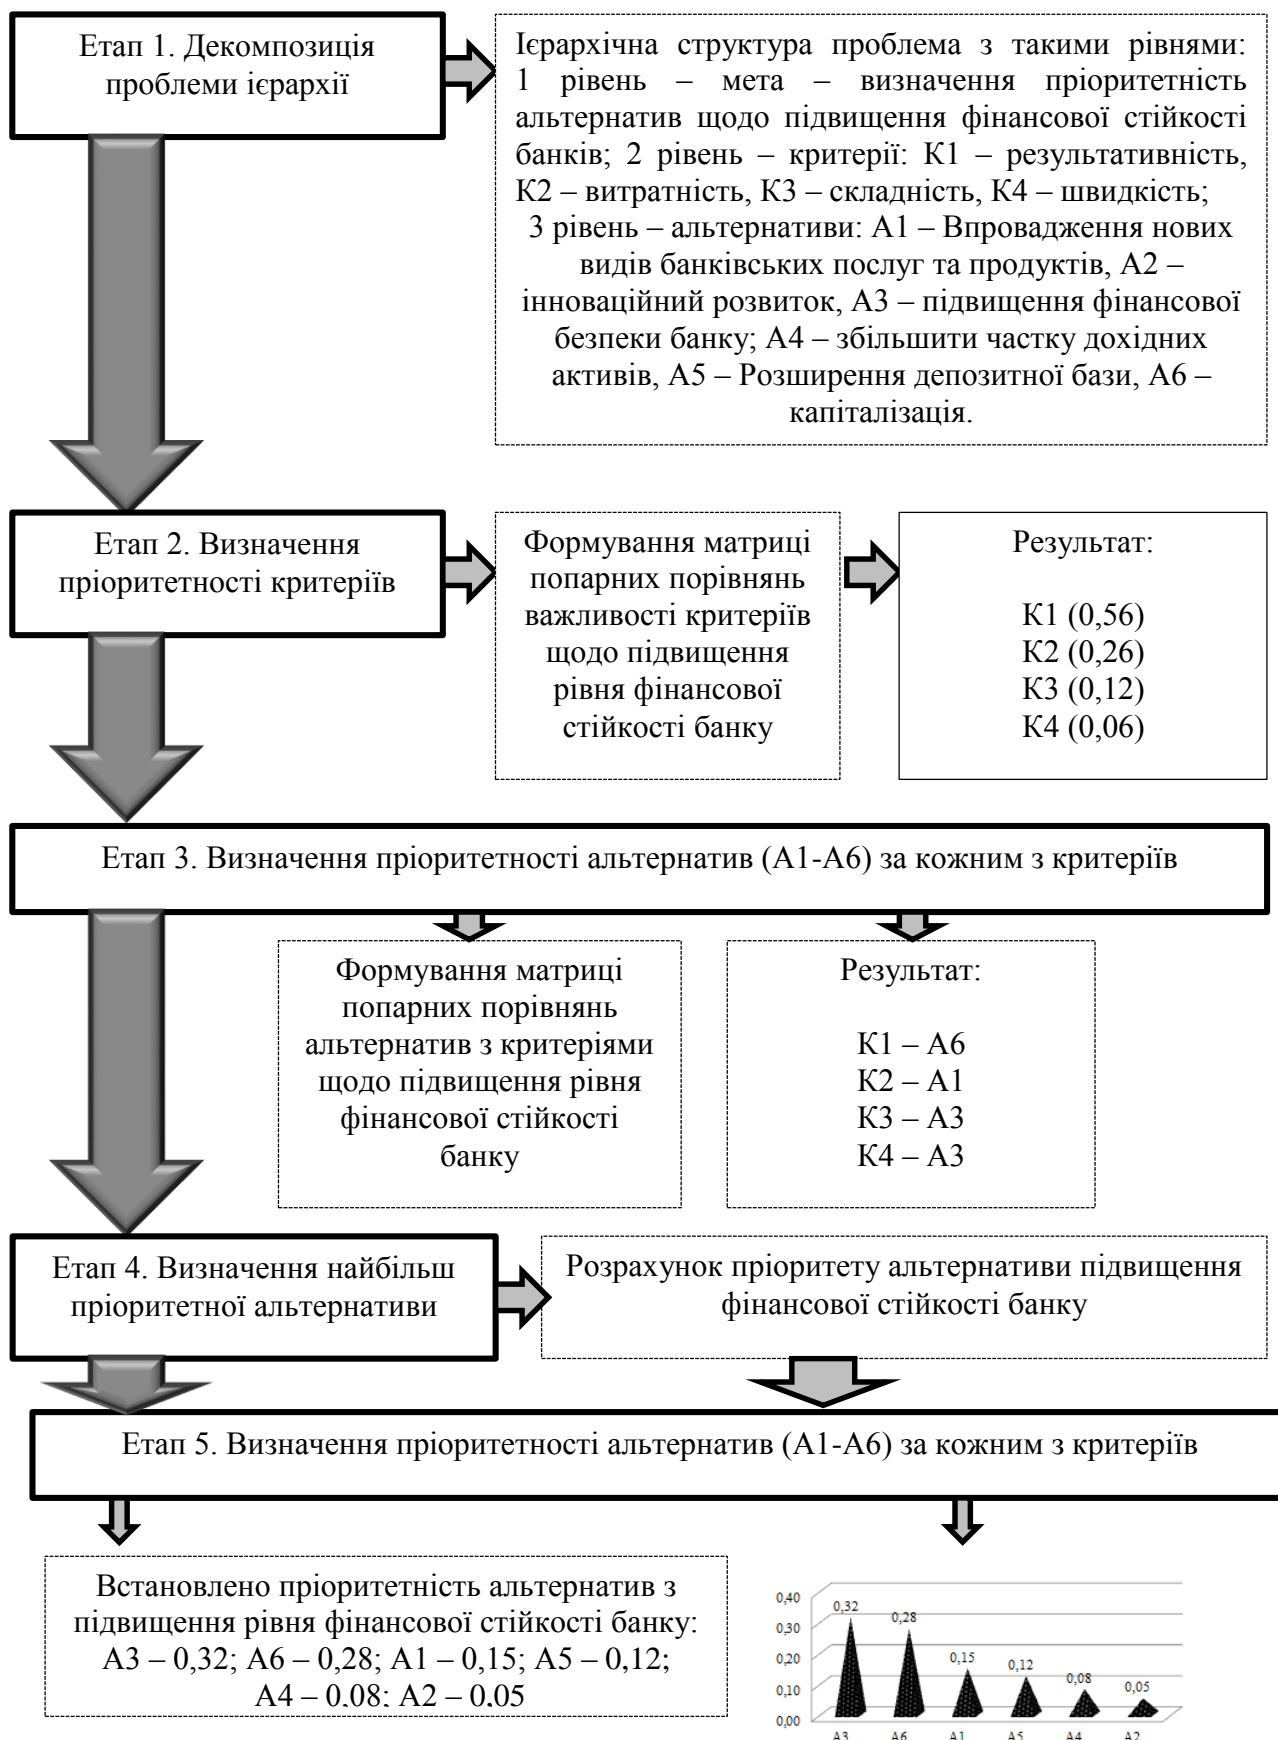 Етап 1. Декомпозиція
проблеми ієрархії
Ієрархічна структура проблема з такими рівнями:
1 рівень – мета – визначення пріоритетність
альтернатив щодо підвищення фінансової стійкості
банків; 2 рівень – критерії: К1 – результативність,
К2 – витратність, К3 – складність, К4 – швидкість;
3 рівень – альтернативи: А1 – Впровадження нових
видів банківських послуг та продуктів, А2 –
інноваційний розвиток, А3 – підвищення фінансової
безпеки банку; А4 – збільшити частку дохідних
активів, А5 – Розширення депозитної бази, А6 –
капіталізація.
Етап 2. Визначення
пріоритетності критеріїв
Формування матриці
попарних порівнянь
важливості критеріїв
щодо підвищення
рівня фінансової
стійкості банку
Результат:
К1 (0,56)
К2 (0,26)
К3 (0,12)
К4 (0,06)
Етап 3. Визначення пріоритетності альтернатив (А1-А6) за кожним з критеріїв
Формування матриці
попарних порівнянь
альтернатив з критеріями
щодо підвищення рівня
фінансової стійкості
банку
Результат:
К1 – А6
К2 – А1
К3 – А3
К4 – А3
Етап 4. Визначення найбільш
пріоритетної альтернативи
Розрахунок пріоритету альтернативи підвищення
фінансової стійкості банку
Етап 5. Визначення пріоритетності альтернатив (А1-А6) за кожним з критеріїв
Встановлено пріоритетність альтернатив з
підвищення рівня фінансової стійкості банку:
А3 – 0,32; А6 – 0,28; А1 – 0,15; А5 – 0,12;
А4 – 0,08; А2 – 0,05
0,40
0,30
0,20
0,10
0,00
0,32
0,28
0,15
0,12
0,08
0,05
А3 А6 А1 А5 А4 А2